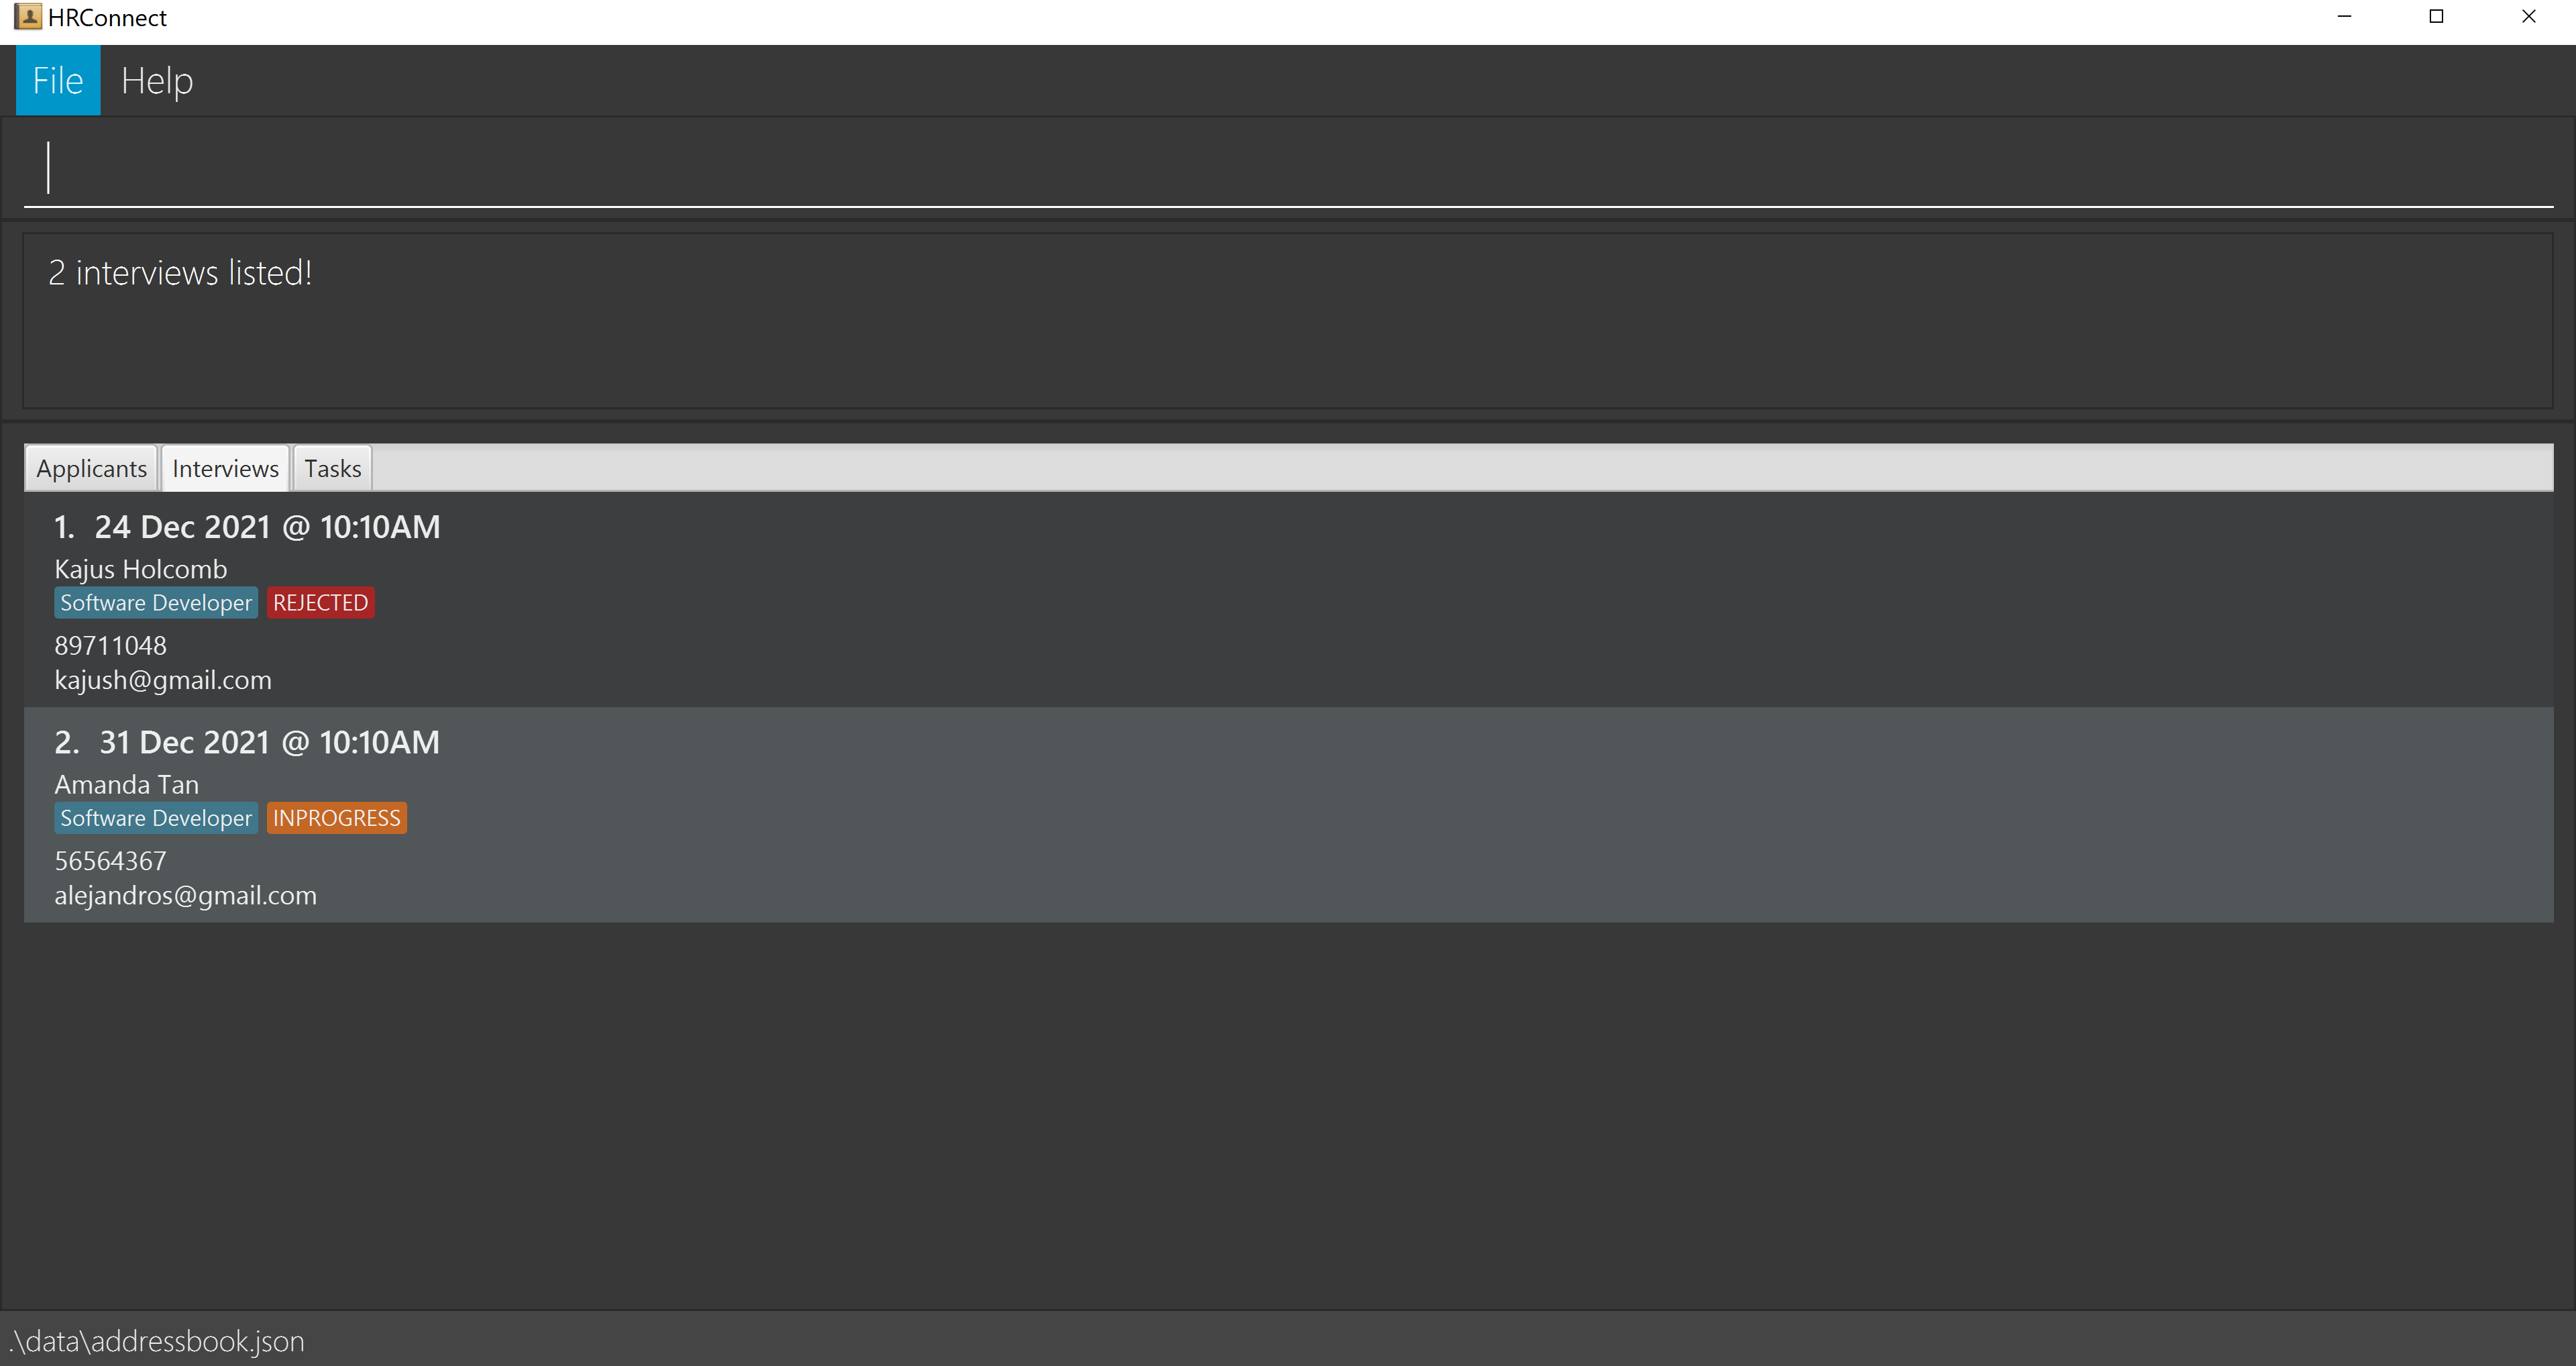 HRConnect
File Help
2 interviews listed!
Applicants Interviews Tasks
1. 24 Dec 2021 @ 10:10AM
Kajus Holcomb
Software Developer REJECTED
89711048
kajush@gmail.com
2. 31 Dec 2021 @ 10:10AM
Amanda Tan
Software Developer INPROGRESS
56564367
alejandros@gmail.com
.\data\addressbook.json